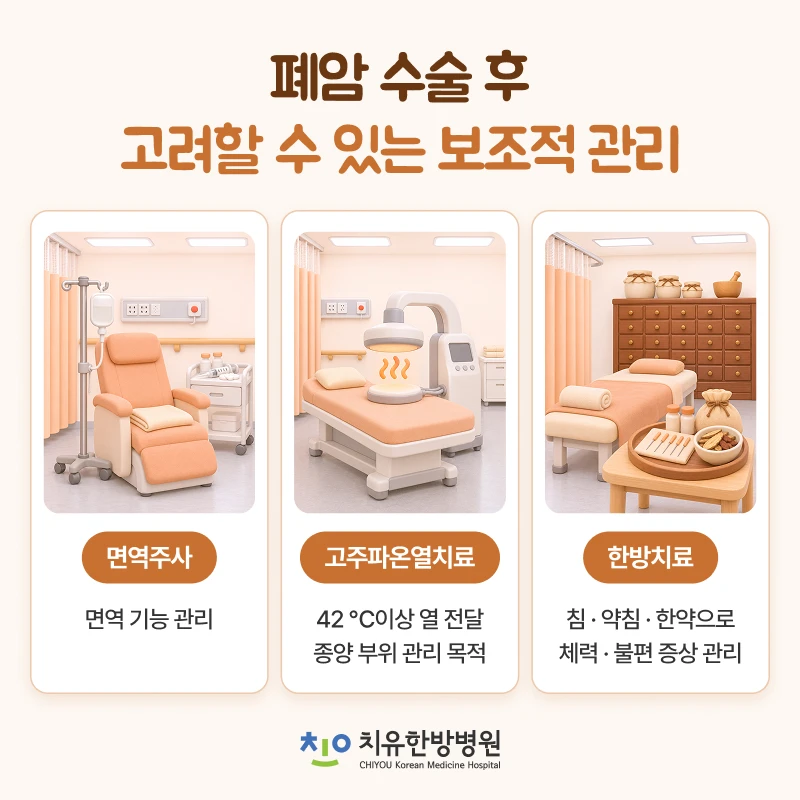 폐암 수술 후
고려할 수 있는 보조적 관리
면역주사
면역 기능 관리
고주파온열치료
42 °C이상 열 전달
종양 부위 관리 목적
한방치료
침 · 약침 · 한약으로
체력 · 불편 증상 관리
치유한방병원
CHIYOU Korean Medicine Hospital